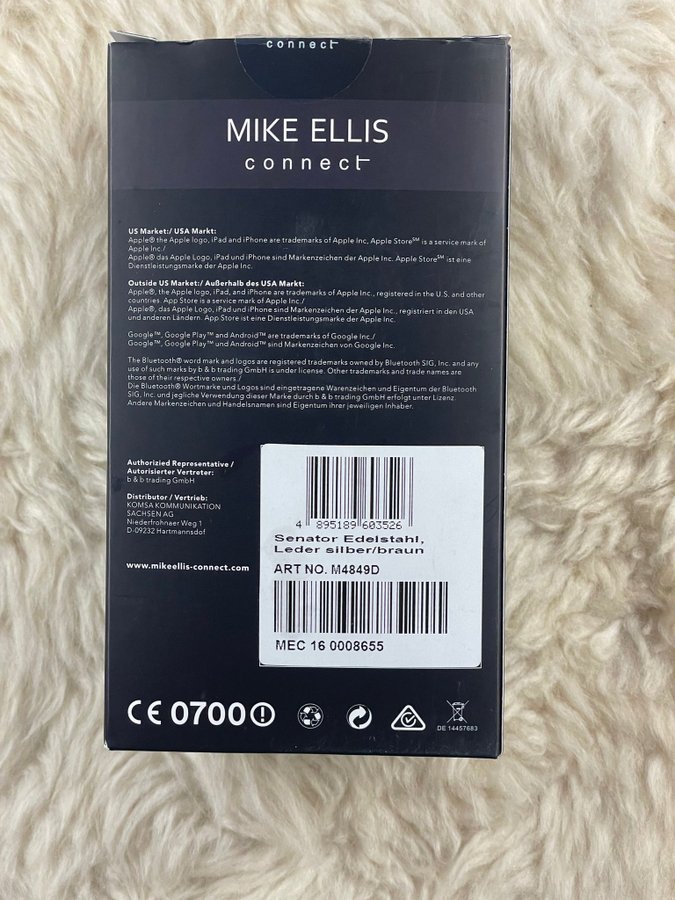 connect
MIKE ELLIS
connect
US Market:/ USA Markt:
Apple® the Apple logo, iPad and iPhone are trademarks of Apple Inc, Apple Store℠ is a service mark of
Apple Inc./
Apple® das Apple Logo, iPad und iPhone sind Markenzeichen der Apple Inc. Apple Store℠ ist eine
Dienstleistungsmarke der Apple Inc.
Outside US Market:/ Außerhalb des USA Markt:
Apple®, the Apple logo, iPad, and iPhone are trademarks of Apple Inc., registered in the U.S. and other
countries. App Store is a service mark of Apple Inc./
Apple®, das Apple Logo, iPad und iPhone sind Markenzeichen der Apple Inc., registriert in den USA
und anderen Ländern. App Store ist eine Dienstleistungsmarke der Apple Inc.
Google™, Google Play™ and Android™ are trademarks of Google Inc./
Google™, Google Play™ und Android™ sind Markenzeichen von Google Inc.
The Bluetooth® word mark and logos are registered trademarks owned by Bluetooth SIG, Inc. and any
use of such marks by b & b trading GmbH is under license. Other trademarks and trade names are
those of their respective owners./
Die Bluetooth® Wortmarke und Logos sind eingetragene Warenzeichen und Eigentum der Bluetooth
SIG, Inc. und jegliche Verwendung dieser Marke durch b & b trading GmbH erfolgt unter Lizenz.
Andere Markenzeichen und Handelsnamen sind Eigentum ihrer jeweiligen Inhaber.
Authorizied Representative /
Autorisierter Vertreter:
b & b trading GmbH
Distributor / Vertrieb:
KOMSA KOMMUNIKATION
SACHSEN AG
Niederfrohnaer Weg 1
D-09232 Hartmannsdorf
www.mikeellis-connect.com
4 895189 603526
Senator Edelstahl,
Leder silber/braun
ART NO. M4849D
MEC 16 0008655
CE 0700
DE 14457683